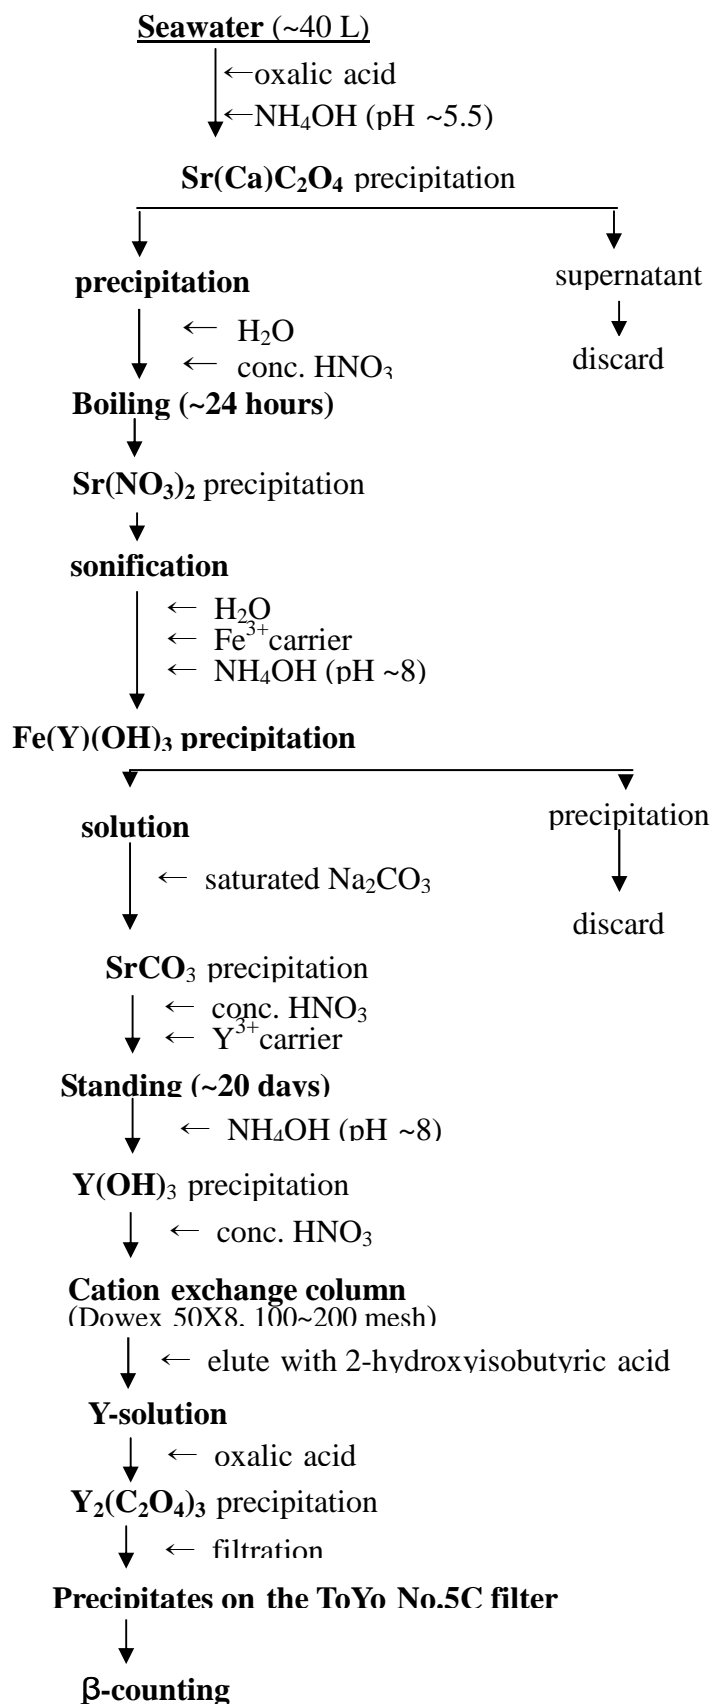 Seawater (~40 L)
←oxalic acid
←NH₄OH (pH ~5.5)
Sr(Ca)C₂O₄ precipitation
precipitation
supernatant
← H₂O
← conc. HNO₃
discard
Boiling (~24 hours)
Sr(NO₃)₂ precipitation
sonification
← H₂O
← Fe³⁺carrier
← NH₄OH (pH ~8)
Fe(Y)(OH)₃ precipitation
solution
precipitation
← saturated Na₂CO₃
discard
SrCO₃ precipitation
← conc. HNO₃
← Y³⁺carrier
Standing (~20 days)
← NH₄OH (pH ~8)
Y(OH)₃ precipitation
← conc. HNO₃
Cation exchange column
(Dowex 50X8, 100~200 mesh)
← elute with 2-hydroxyisobutyric acid
Y-solution
← oxalic acid
Y₂(C₂O₄)₃ precipitation
← filtration
Precipitates on the ToYo No.5C filter
β-counting